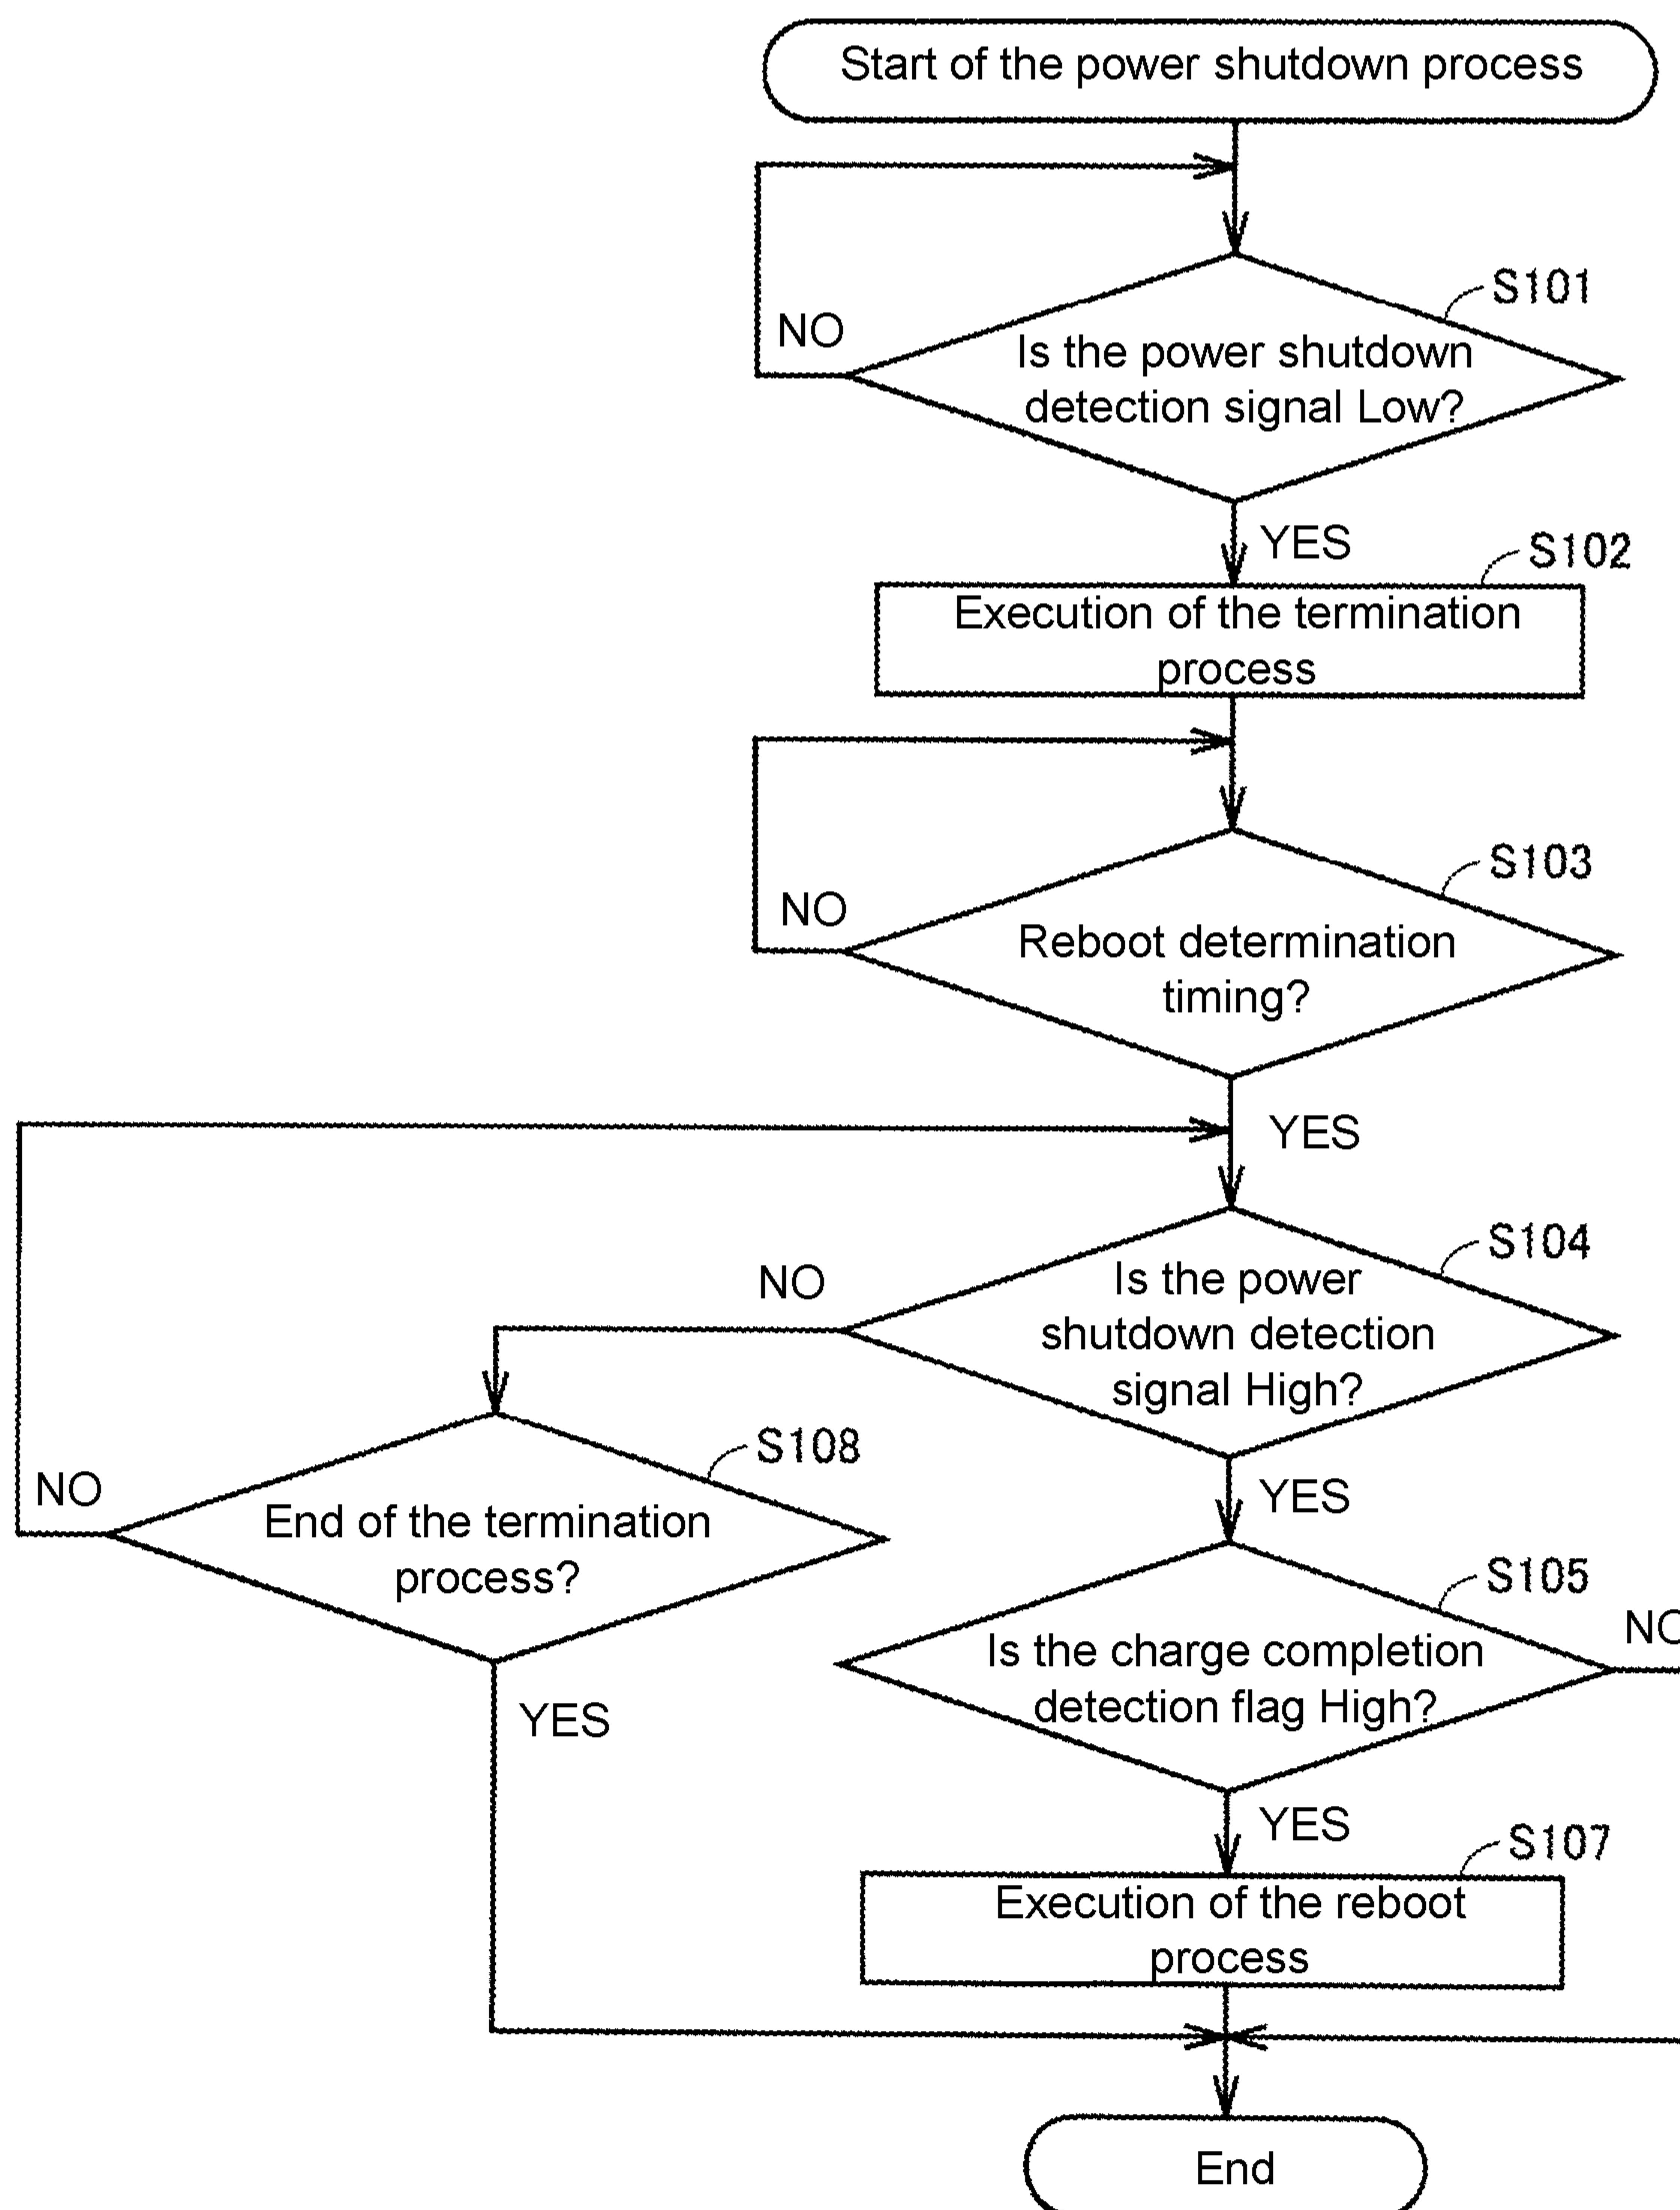 Start of the power shutdown process
S101
NO
Is the power shutdown
detection signal Low?
YES
S102
Execution of the termination
process
S103
NO
Reboot determination
timing?
YES
S104
NO
Is the power
shutdown detection
signal High?
S108
NO
End of the termination
process?
YES
YES
S105
NO
Is the charge completion
detection flag High?
YES
S107
Execution of the reboot
process
End